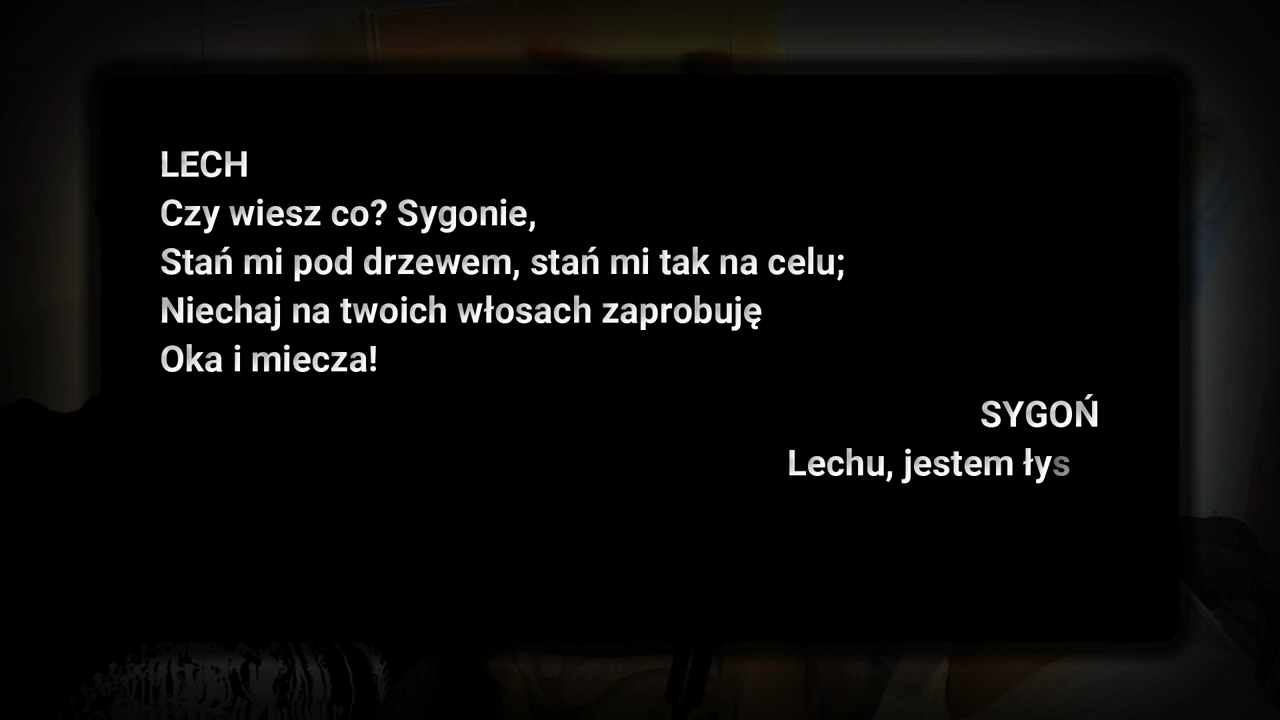 LECH
Czy wiesz co? Sygonie,
Stań mi pod drzewem, stań mi tak na celu;
Niechaj na twoich włosach zaprobuję
Oka i miecza!
SYGOŃ
Lechu, jestem łys